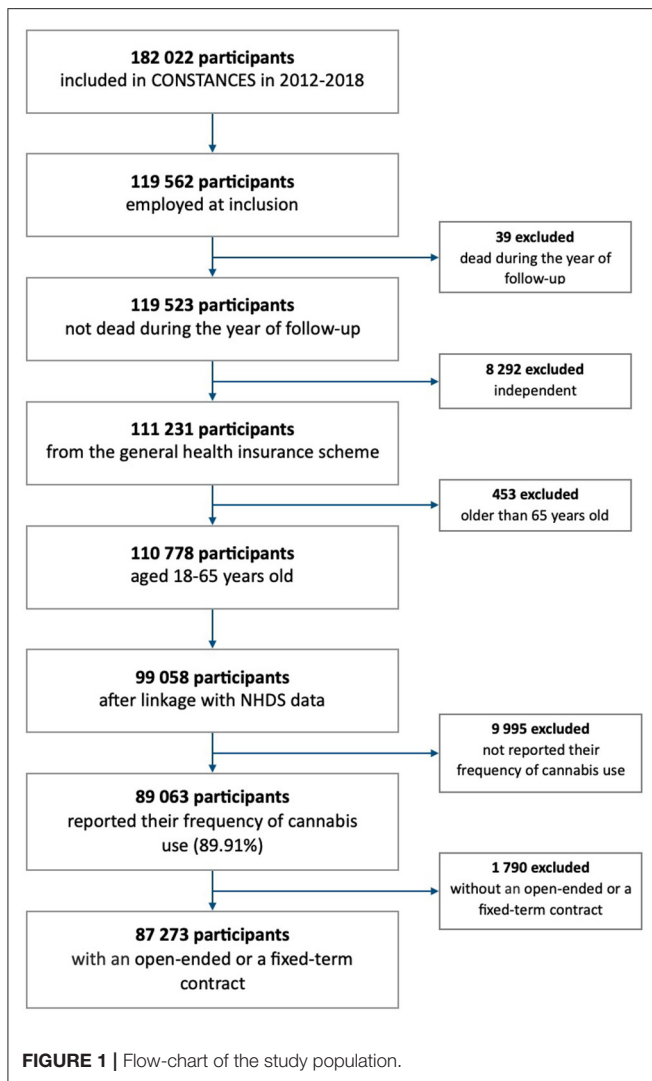 182 022 participants
included in CONSTANCES in 2012-2018
119 562 participants
employed at inclusion
39 excluded
dead during the year of
follow-up
119 523 participants
not dead during the year of follow-up
8 292 excluded
independent
111 231 participants
from the general health insurance scheme
453 excluded
older than 65 years old
110 778 participants
aged 18-65 years old
99 058 participants
after linkage with NHDS data
9 995 excluded
not reported their
frequency of cannabis use
89 063 participants
reported their frequency of cannabis
use (89.91%)
1 790 excluded
without an open-ended or a
fixed-term contract
87 273 participants
with an open-ended or a fixed-term
contract
FIGURE 1 | Flow-chart of the study population.